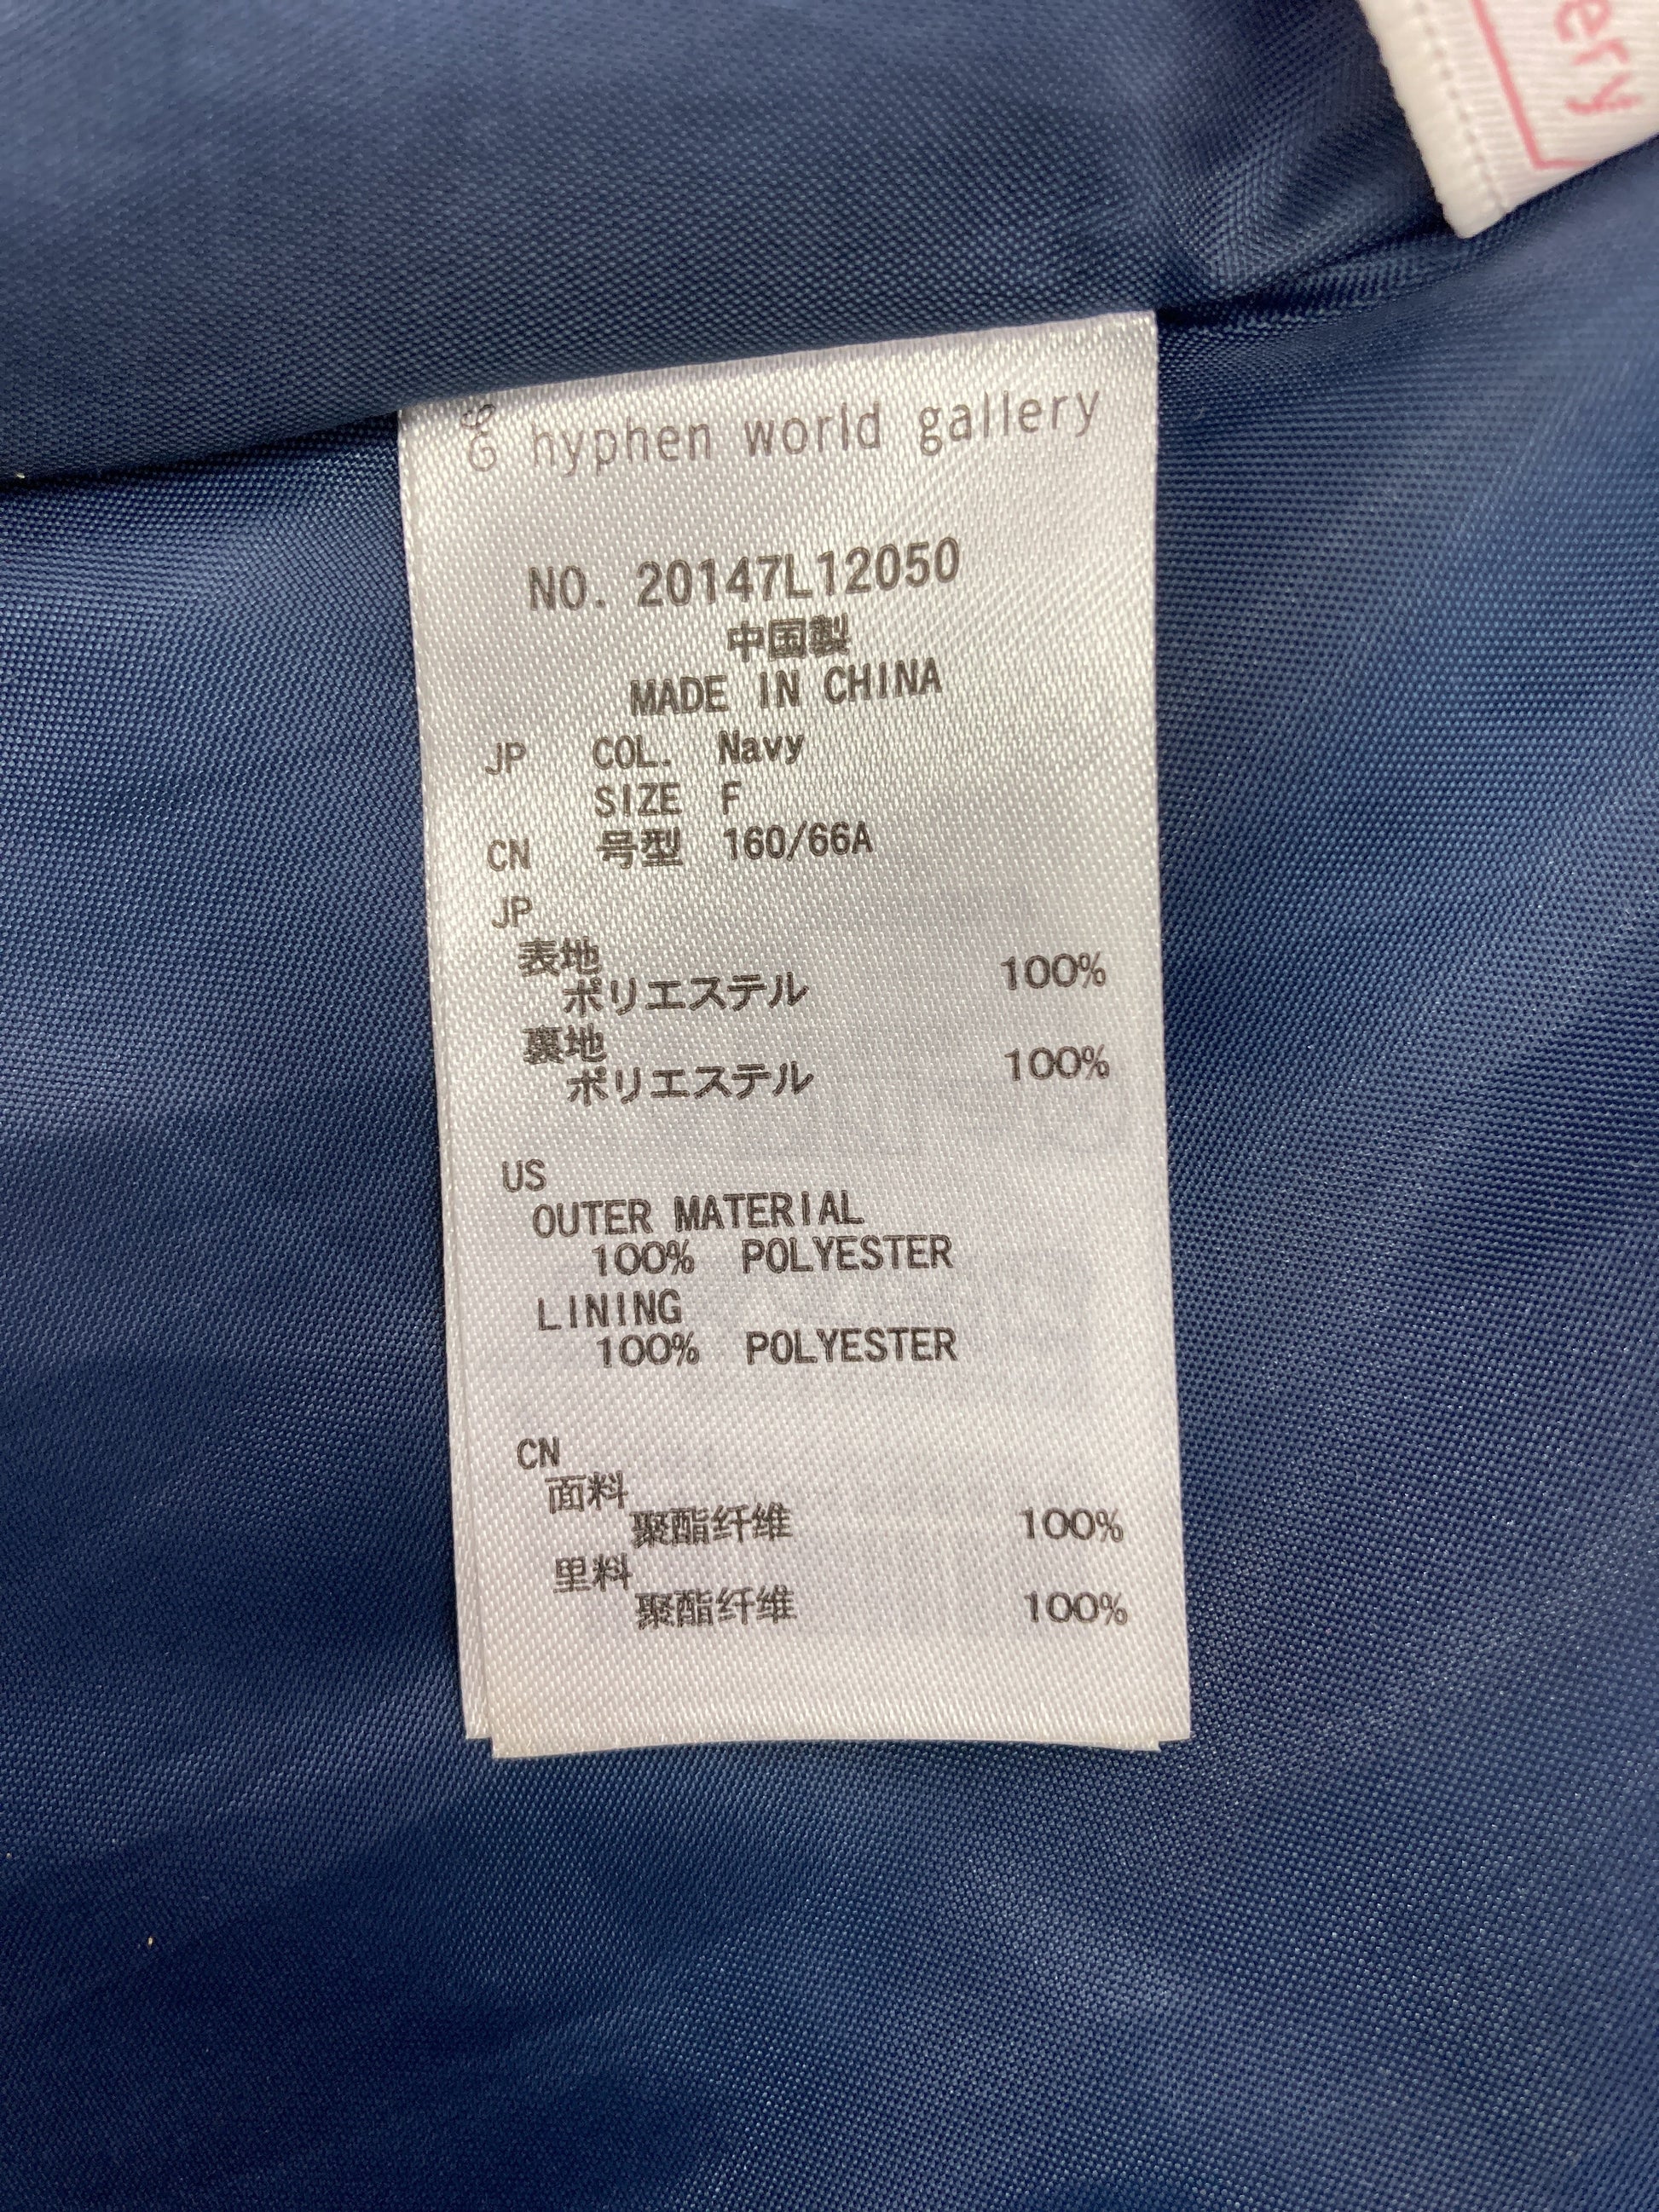 ery
G6 hyphen world gallery
NO. 20147L12050
中国製
MADE IN CHINA
JP COL. Navy
SIZE F
CN 号型 160/66A
JP
表地
ポリエステル 100%
裏地
ポリエステル 100%
US
OUTER MATERIAL
100% POLYESTER
LINING
100% POLYESTER
CN
面料
聚酯纤维 100%
里料
聚酯纤维 100%